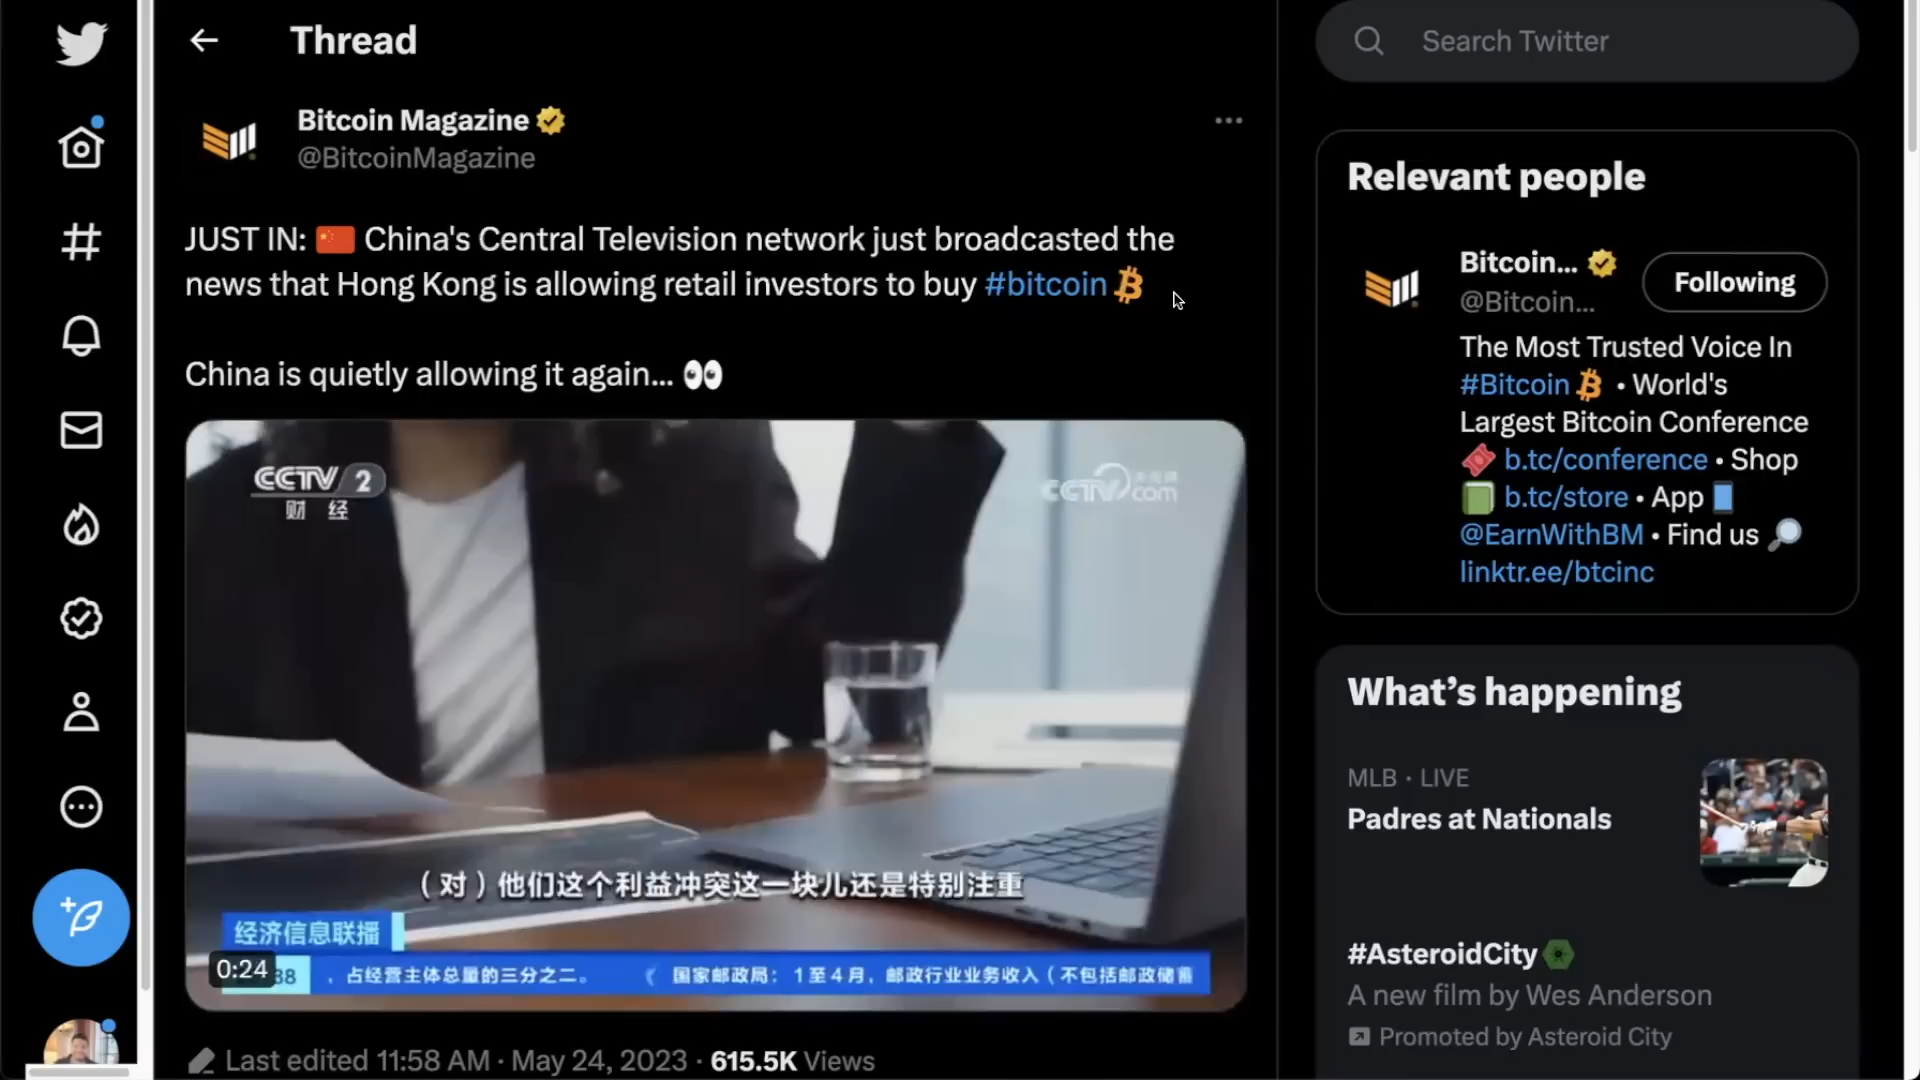 Thread
Bitcoin Magazine
@BitcoinMagazine
JUST IN: 🇨🇳 China's Central Television network just broadcasted the
news that Hong Kong is allowing retail investors to buy #bitcoin
China is quietly allowing it again... 👀
CCTV 2
财 经
CCTV.com
（对）他们这个利益冲突这一块儿还是特别注重
经济信息联播
0:24
38
，占经营主体总量的三分之二。
国家邮政局：1至4月，邮政行业业务收入（不包括邮政储蓄
Last edited 11:58 AM · May 24, 2023 · 615.5K Views
Search Twitter
Relevant people
Bitcoin...
@Bitcoin...
Following
The Most Trusted Voice In
#Bitcoin • World's
Largest Bitcoin Conference
🎟️ b.tc/conference • Shop
📗 b.tc/store • App 📱
@EarnWithBM • Find us 🔎
linktr.ee/btcinc
What’s happening
MLB · LIVE
Padres at Nationals
#AsteroidCity
A new film by Wes Anderson
Promoted by Asteroid City